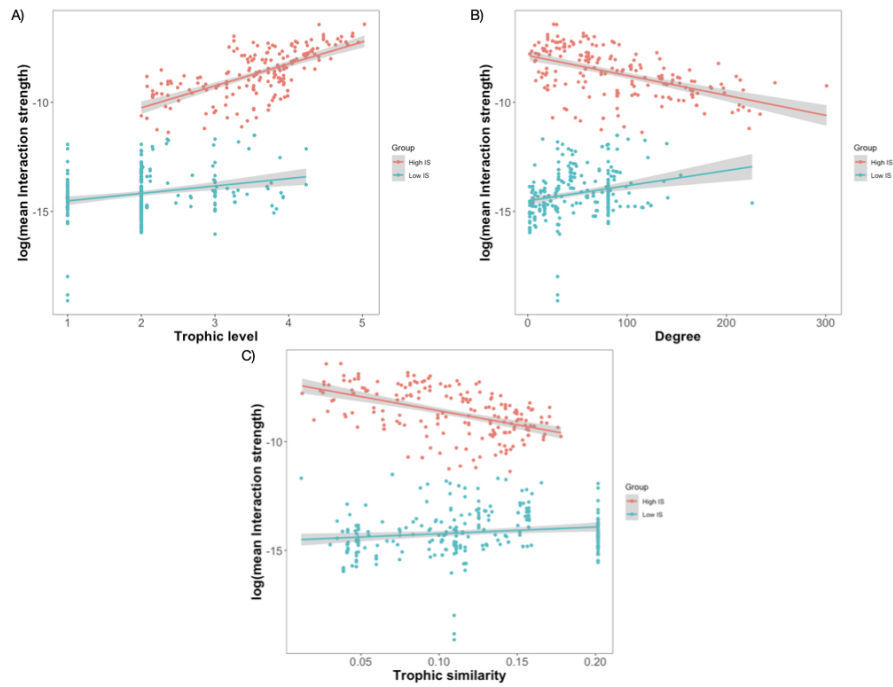 A)
log(mean Interaction strength)
-10
-15
1 2 3 4 5
Trophic level
Group
High IS
Low IS
B)
log(mean Interaction strength)
-10
-15
0 100 200 300
Degree
Group
High IS
Low IS
C)
log(mean Interaction strength)
-10
-15
0.05 0.10 0.15 0.20
Trophic similarity
Group
High IS
Low IS